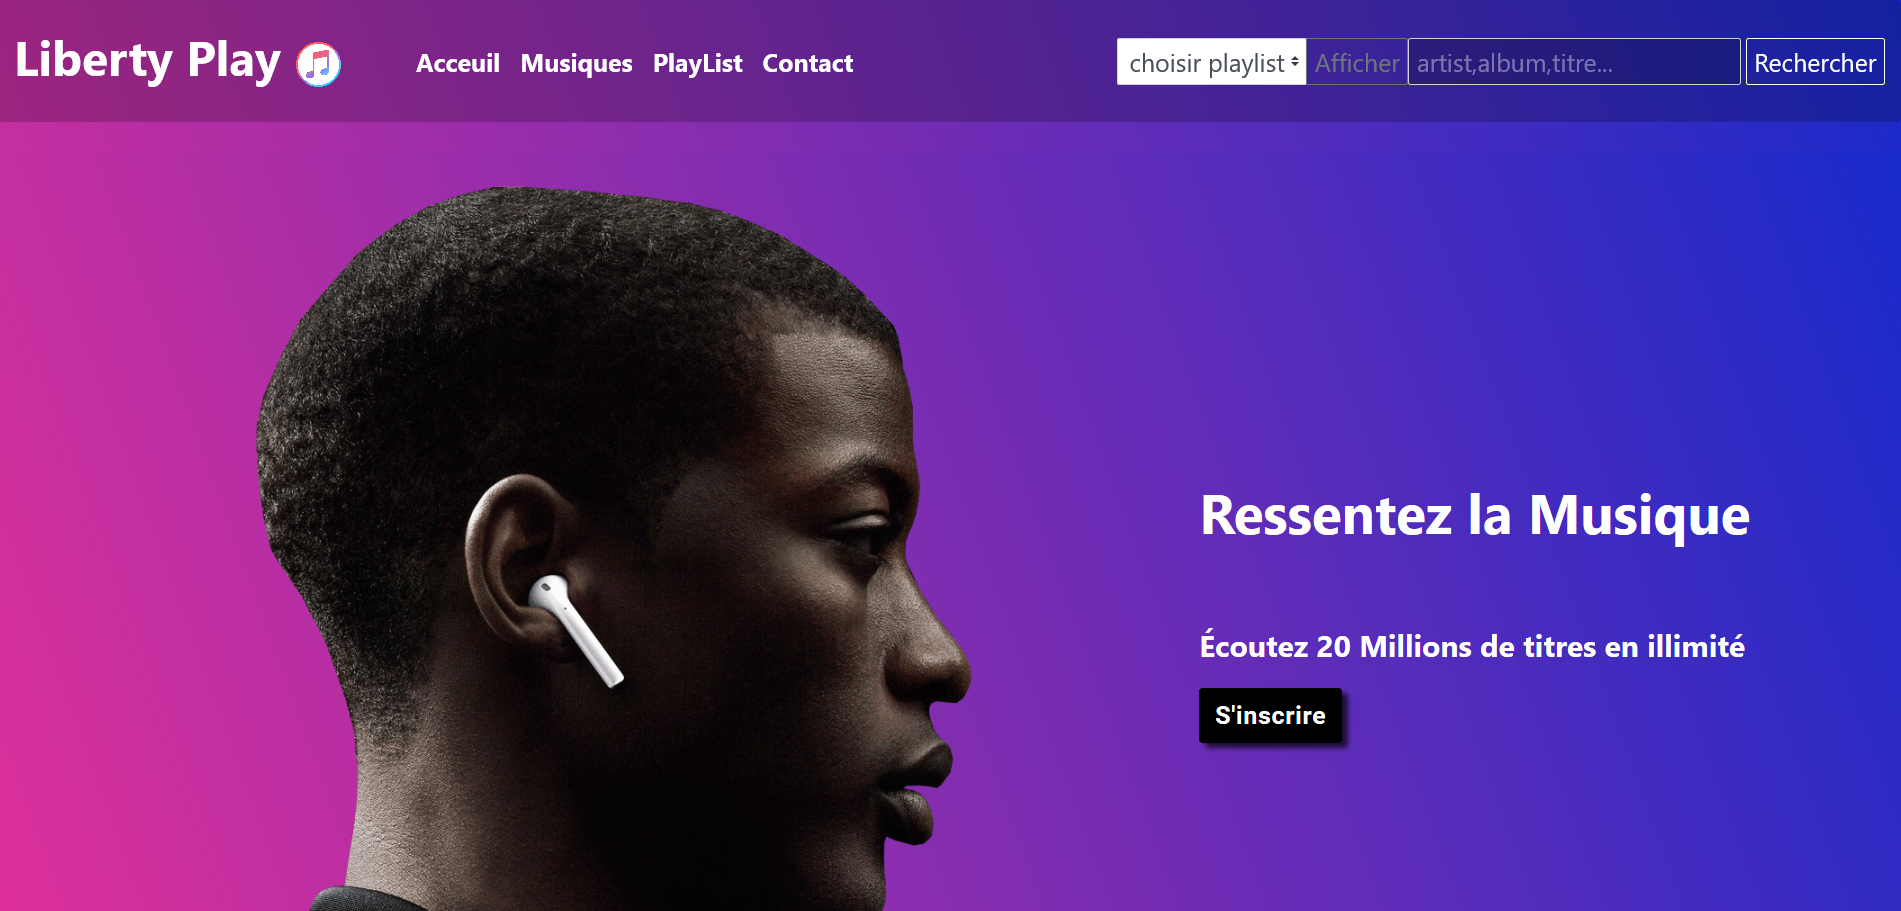 Liberty Play
Acceuil Musiques PlayList Contact
choisir playlist Afficher artist,album,titre... Rechercher
Ressentez la Musique
Écoutez 20 Millions de titres en illimité
S'inscrire